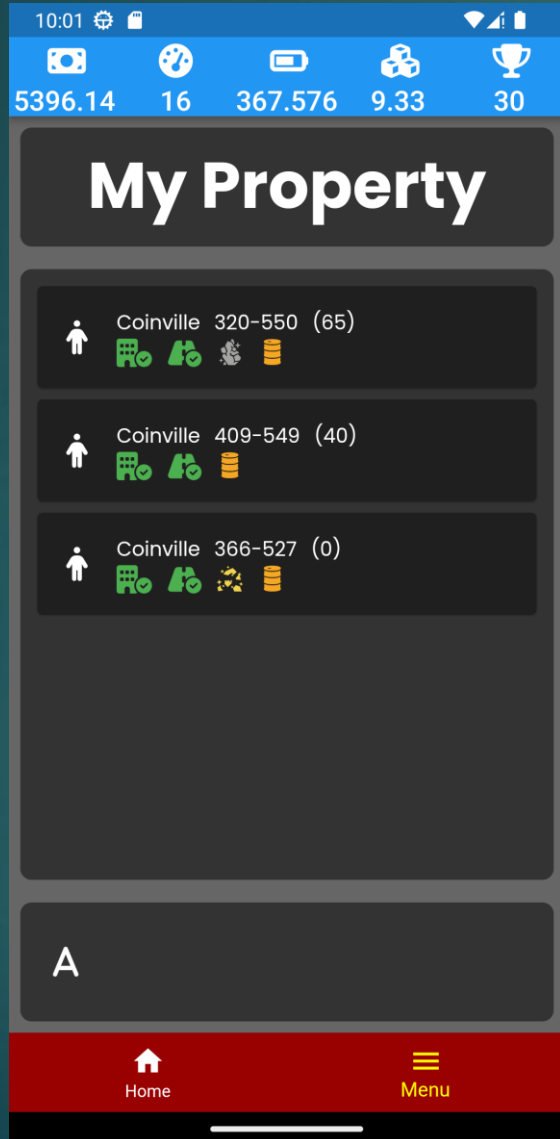 10:01
5396.14 16 367.576 9.33 30
My Property
Coinville 320-550 (65)
Coinville 409-549 (40)
Coinville 366-527 (0)
A
Home Menu